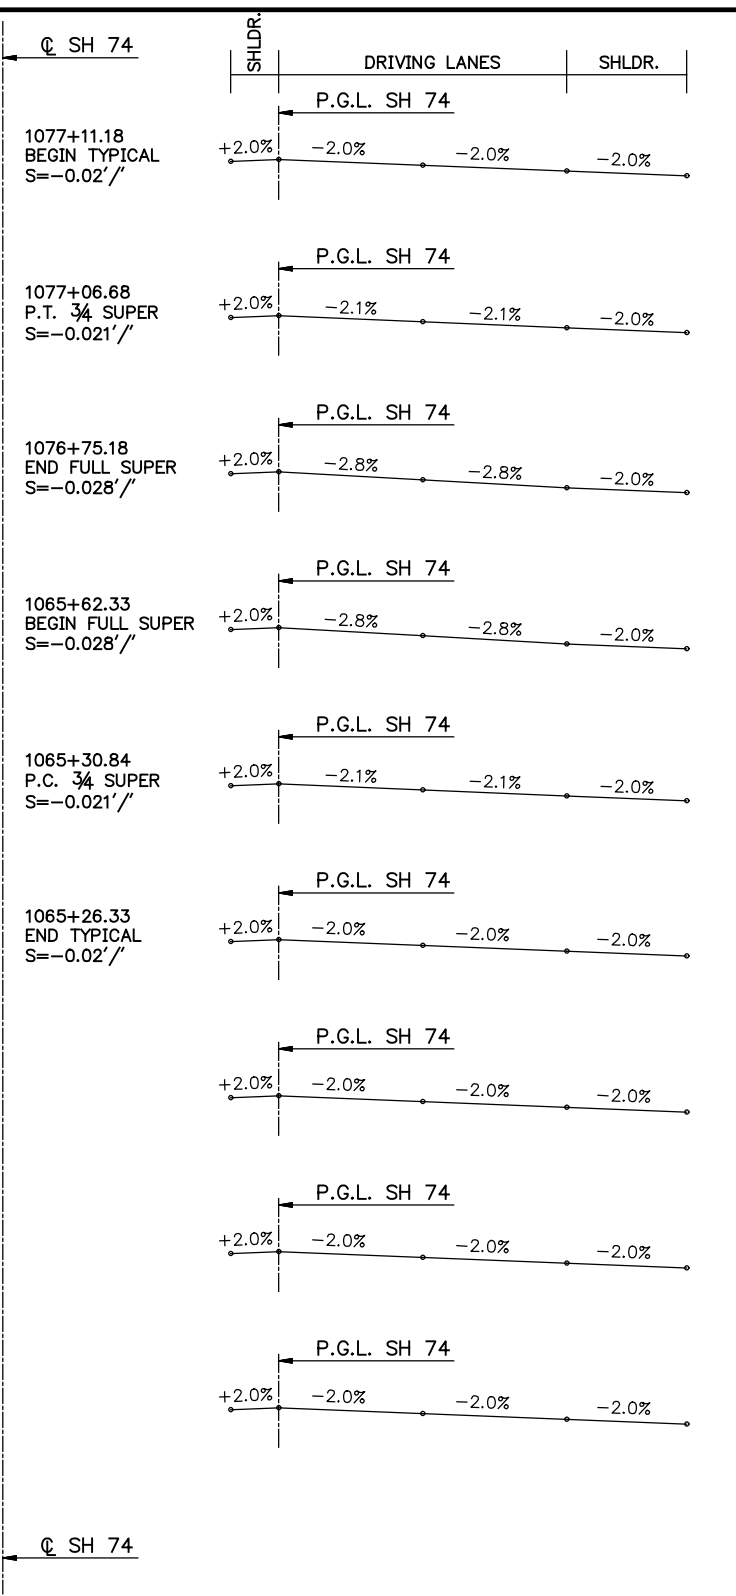 ℄ SH 74
SHLDR.
DRIVING LANES
SHLDR.
P.G.L. SH 74
1077+11.18
BEGIN TYPICAL
S=-0.02'/'
+2.0% -2.0% -2.0% -2.0%
P.G.L. SH 74
1077+06.68
P.T. 3/4 SUPER
S=-0.021'/'
+2.0% -2.1% -2.1% -2.0%
P.G.L. SH 74
1076+75.18
END FULL SUPER
S=-0.028'/'
+2.0% -2.8% -2.8% -2.0%
P.G.L. SH 74
1065+62.33
BEGIN FULL SUPER
S=-0.028'/'
+2.0% -2.8% -2.8% -2.0%
P.G.L. SH 74
1065+30.84
P.C. 3/4 SUPER
S=-0.021'/'
+2.0% -2.1% -2.1% -2.0%
P.G.L. SH 74
1065+26.33
END TYPICAL
S=-0.02'/'
+2.0% -2.0% -2.0% -2.0%
P.G.L. SH 74
+2.0% -2.0% -2.0% -2.0%
P.G.L. SH 74
+2.0% -2.0% -2.0% -2.0%
P.G.L. SH 74
+2.0% -2.0% -2.0% -2.0%
℄ SH 74